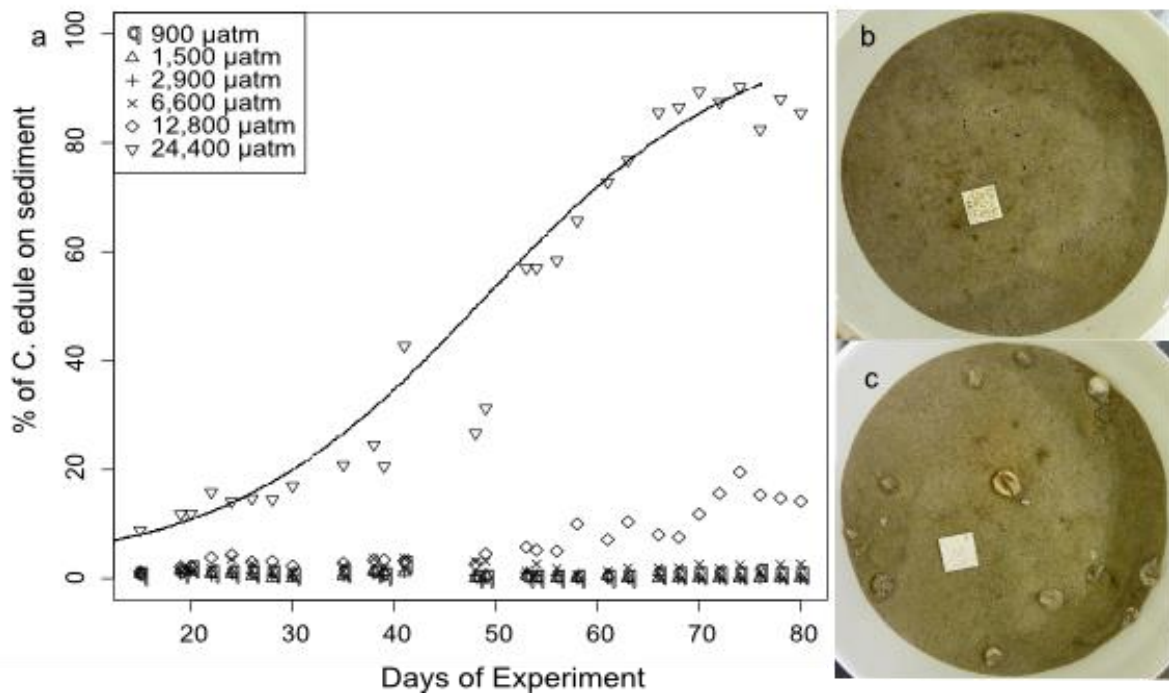 a
900 µatm
1,500 µatm
2,900 µatm
6,600 µatm
12,800 µatm
24,400 µatm
% of C. edule on sediment
100
80
60
40
20
0
20 30 40 50 60 70 80
Days of Experiment
b
c